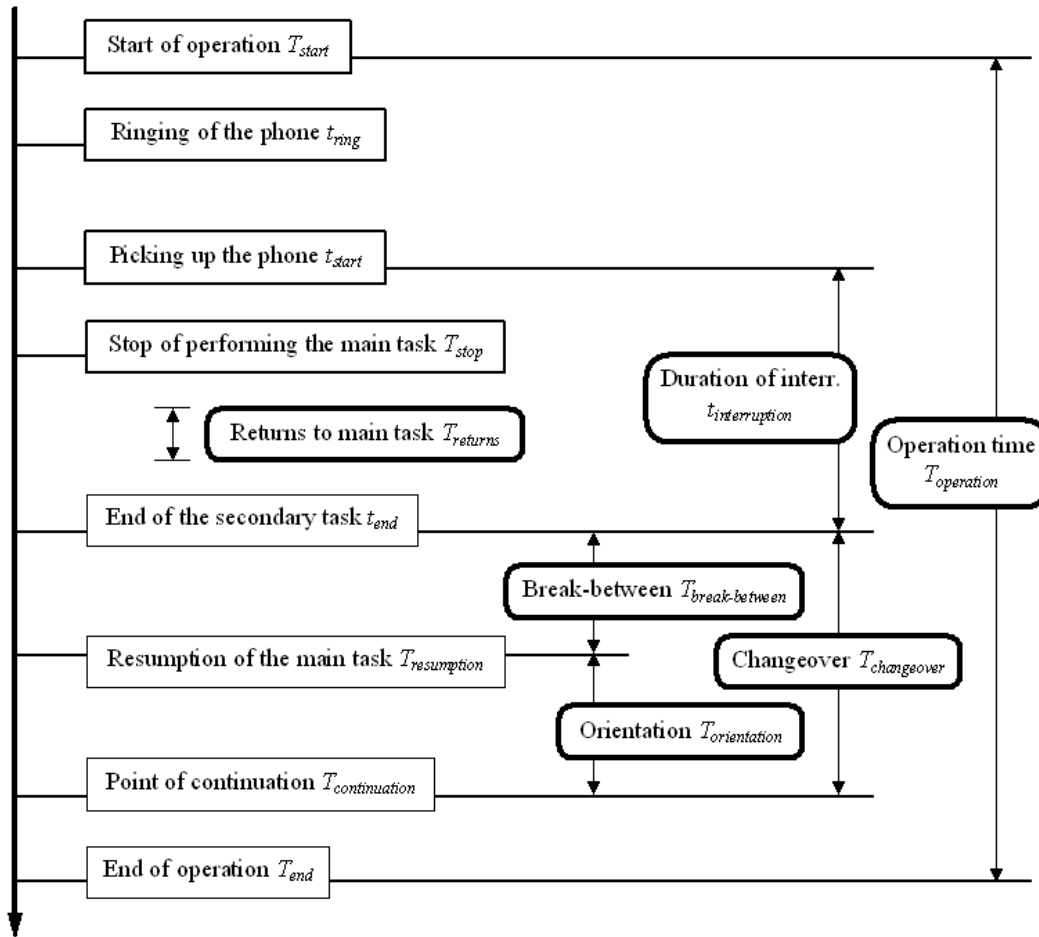 Start of operation T_start
Ringing of the phone t_ring
Picking up the phone t_start
Stop of performing the main task T_stop
Duration of interr.
t_interruption
Returns to main task T_returns
Operation time
T_operation
End of the secondary task t_end
Break-between T_break-between
Resumption of the main task T_resumption
Changeover T_changeover
Orientation T_orientation
Point of continuation T_continuation
End of operation T_end